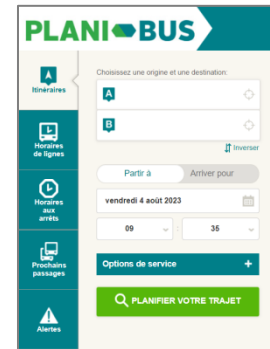 PLANI BUS
Itinéraires
Horaires
de lignes
Horaires
aux
arrêts
Prochains
passages
Alertes
Choisissez une origine et une destination:
A
B
Inverser
Partir à
Arriver pour
vendredi 4 août 2023
09 : 35
Options de service +
PLANIFIER VOTRE TRAJET